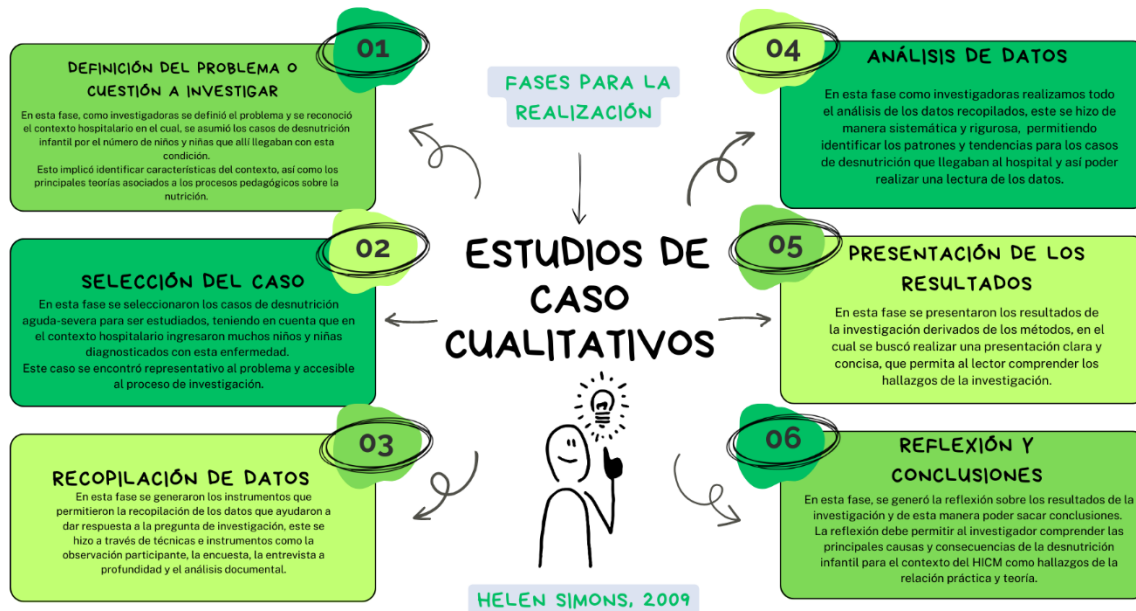 FASES PARA LA
REALIZACIÓN
ESTUDIOS DE
CASO
CUALITATIVOS
HELEN SIMONS, 2009
01
DEFINICIÓN DEL PROBLEMA O
CUESTIÓN A INVESTIGAR
En esta fase, como investigadoras se definió el problema y se reconoció
el contexto hospitalario en el cual, se asumió los casos de desnutrición
infantil por el número de niños y niñas que allí llegaban con esta
condición.
Esto implicó identificar características del contexto, así como los
principales teorías asociados a los procesos pedagógicos sobre la
nutrición.
02
SELECCIÓN DEL CASO
En esta fase se seleccionaron los casos de desnutrición
aguda-severa para ser estudiados, teniendo en cuenta que en
el contexto hospitalario ingresaron muchos niños y niñas
diagnosticados con esta enfermedad.
Este caso se encontró representativo al problema y accesible
al proceso de investigación.
03
RECOPILACIÓN DE DATOS
En esta fase se generaron los instrumentos que
permitieron la recopilación de los datos que ayudaron a
dar respuesta a la pregunta de investigación, este se
hizo a través de técnicas e instrumentos como la
observación participante, la encuesta, la entrevista a
profundidad y el análisis documental.
04
ANÁLISIS DE DATOS
En esta fase como investigadoras realizamos todo
el análisis de los datos recopilados, este se hizo de
manera sistemática y rigurosa, permitiendo
identificar los patrones y tendencias para los casos
de desnutrición que llegaban al hospital y así poder
realizar una lectura de los datos.
05
PRESENTACIÓN DE LOS
RESULTADOS
En esta fase se presentaron los resultados de
la investigación derivados de los métodos, en el
cual se buscó realizar una presentación clara y
concisa, que permita al lector comprender los
hallazgos de la investigación.
06
REFLEXIÓN Y
CONCLUSIONES
En esta fase, se generó la reflexión sobre los resultados de la
investigación y de esta manera poder sacar conclusiones.
La reflexión debe permitir al investigador comprender las
principales causas y consecuencias de la desnutrición
infantil para el contexto del HICM como hallazgos de la
relación práctica y teoría.